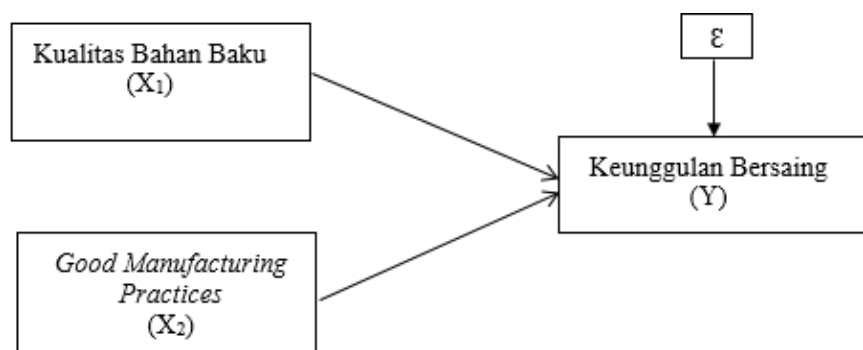 Kualitas Bahan Baku
(X₁)
ε
Keunggulan Bersaing
(Y)
Good Manufacturing
Practices
(X₂)